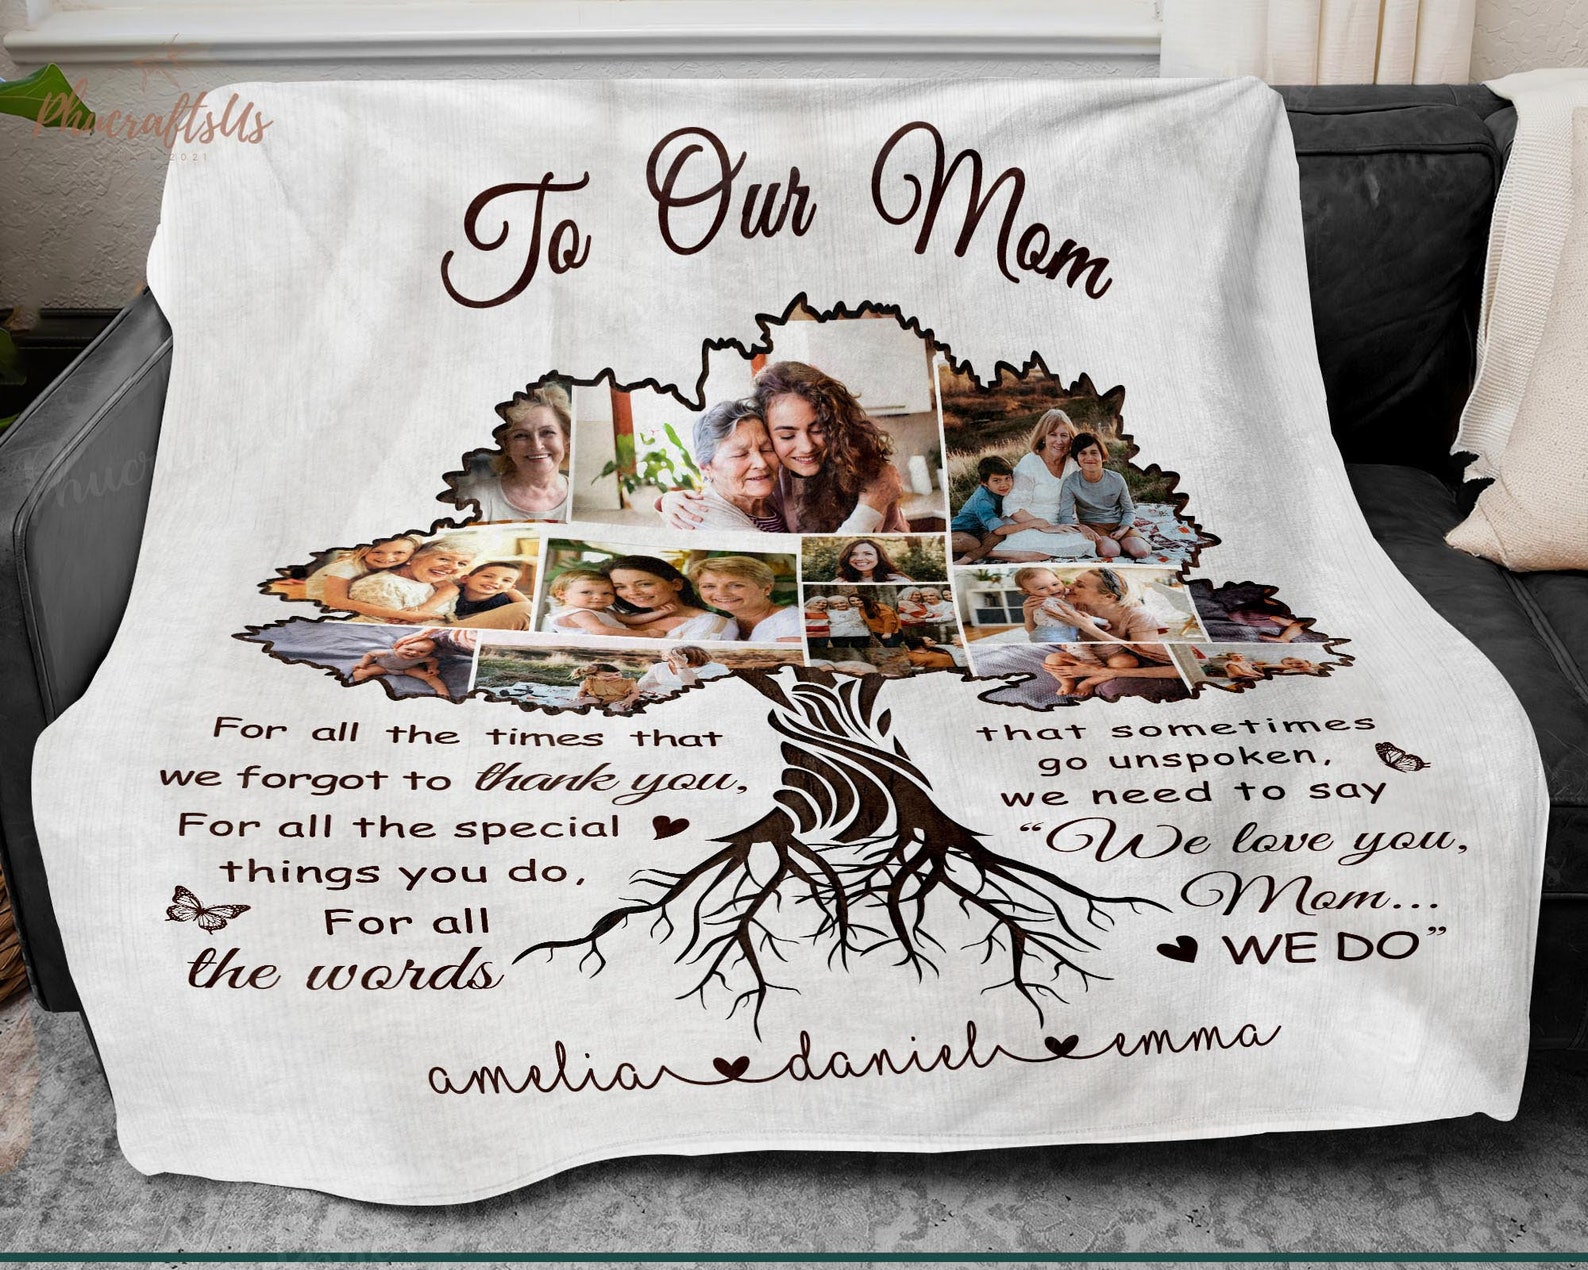 PhucraftsUs
2021
To Our Mom
For all the times that
we forgot to thank you,
For all the special
things you do,
For all
the words
that sometimes
go unspoken,
we need to say
“We love you,
Mom...
WE DO”
amelia daniel emma